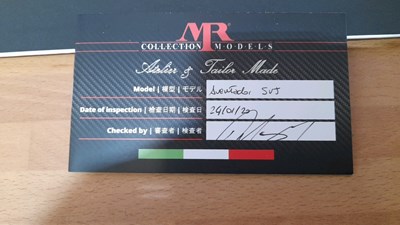 MR
COLLECTION MODELS
Atelier & Tailor Made
Model | 模型 | モデル Aventador SVJ
Date of inspection | 检查日期 | 検査日 24/01/20
Checked by | 審查者 | 検査者